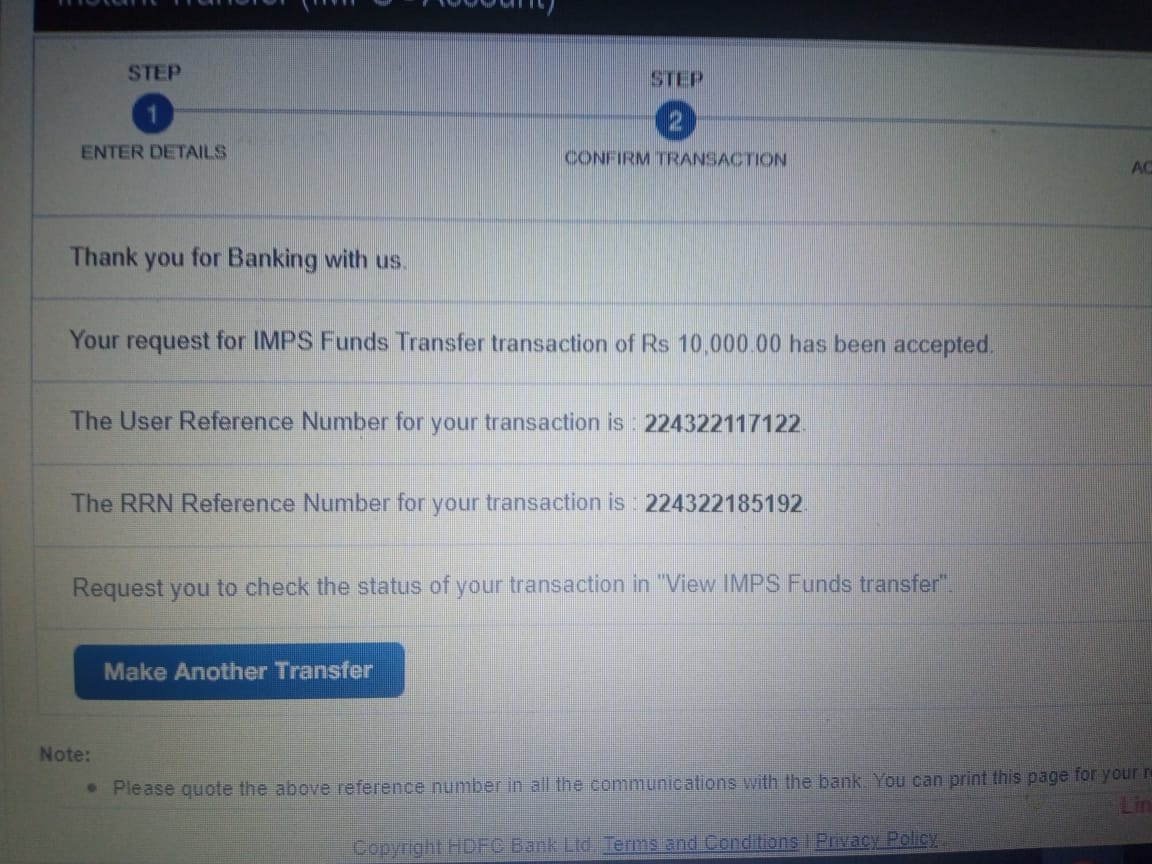 Instant Transfer (IMPS - Account)
STEP
1
ENTER DETAILS
STEP
2
CONFIRM TRANSACTION
AC
Thank you for Banking with us.
Your request for IMPS Funds Transfer transaction of Rs 10,000.00 has been accepted.
The User Reference Number for your transaction is : 224322117122.
The RRN Reference Number for your transaction is : 224322185192.
Request you to check the status of your transaction in "View IMPS Funds transfer".
Make Another Transfer
Note:
• Please quote the above reference number in all the communications with the bank. You can print this page for your r
Lin
Copyright HDFC Bank Ltd. Terms and Conditions | Privacy Policy